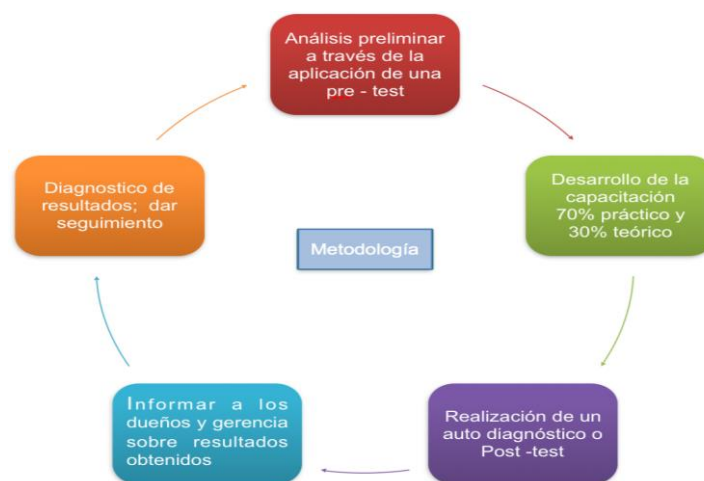 Análisis preliminar
a través de la
aplicación de una
pre - test
Desarrollo de la
capacitación
70% práctico y
30% teórico
Realización de un
auto diagnóstico o
Post -test
Informar a los
dueños y gerencia
sobre resultados
obtenidos
Diagnostico de
resultados; dar
seguimiento
Metodología